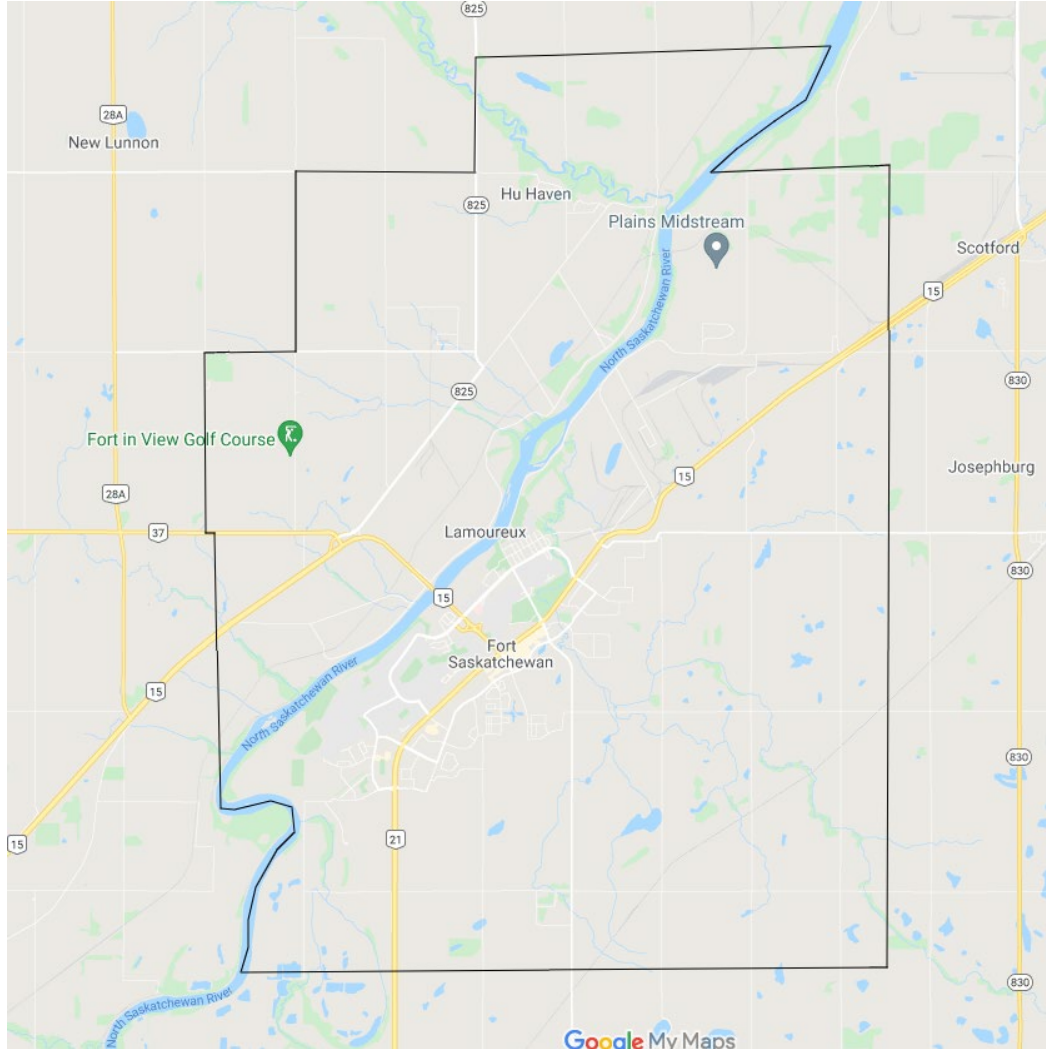 825
28A
New Lunnon
Hu Haven
825
Plains Midstream
Scotford
15
North Saskatchewan River
830
825
Fort in View Golf Course
Josephburg
15
28A
37
Lamoureux
830
15
Fort
Saskatchewan
North Saskatchewan River
15
830
21
15
830
North Saskatchewan River
Google My Maps